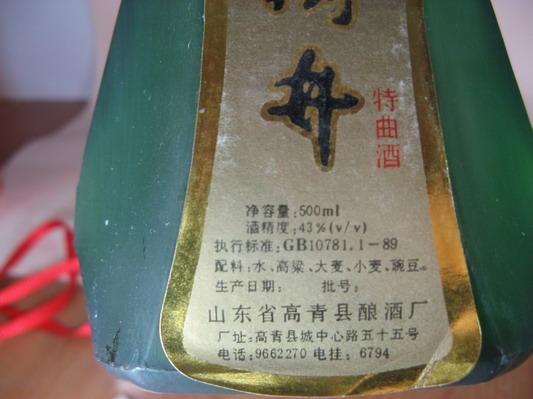 井
特曲酒
净容量:500ml
酒精度:43%(v/v)
执行标准:GB10781.1-89
配料:水、高粱、大麦、小麦、豌豆。
生产日期:　　批号:
山东省高青县酿酒厂
厂址:高青县城中心路五十五号
电话:9662270 电挂:6794